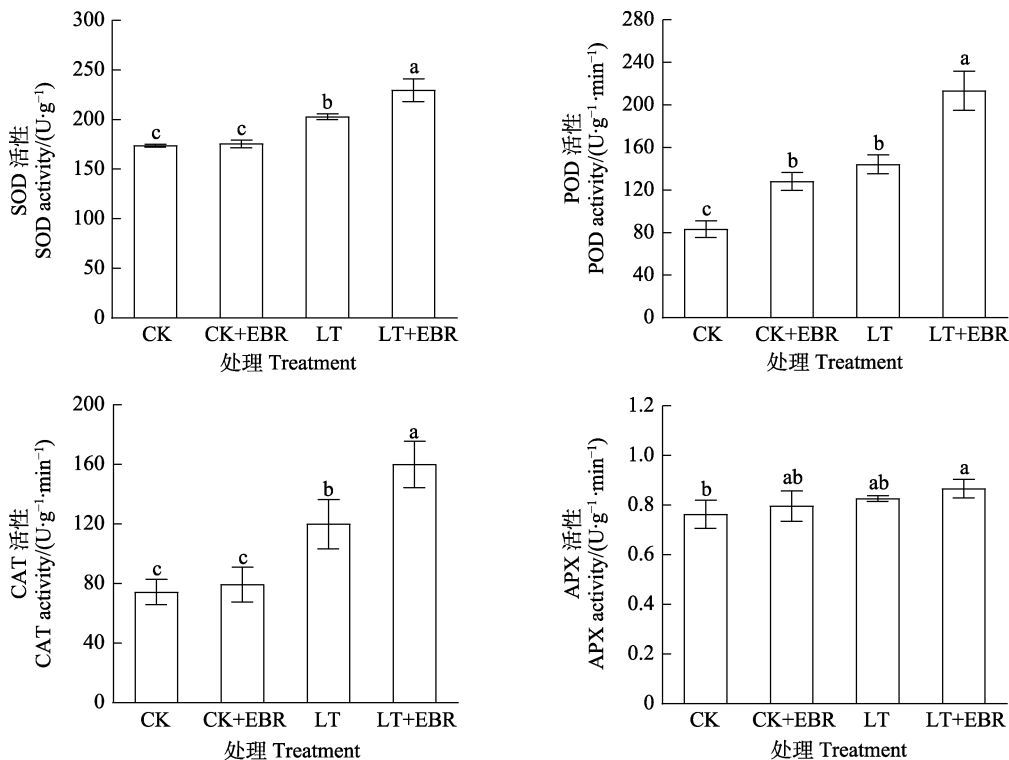 300
250
200
150
100
50
0
SOD 活性
SOD activity/(U·g⁻¹)
c
c
b
a
CK
CK+EBR
LT
LT+EBR
处理 Treatment
280
240
200
160
120
80
40
0
POD 活性
POD activity/(U·g⁻¹·min⁻¹)
c
b
b
a
CK
CK+EBR
LT
LT+EBR
处理 Treatment
200
160
120
80
40
0
CAT 活性
CAT activity/(U·g⁻¹·min⁻¹)
c
c
b
a
CK
CK+EBR
LT
LT+EBR
处理 Treatment
1.2
1.0
0.8
0.6
0.4
0.2
0
APX 活性
APX activity/(U·g⁻¹·min⁻¹)
b
ab
ab
a
CK
CK+EBR
LT
LT+EBR
处理 Treatment